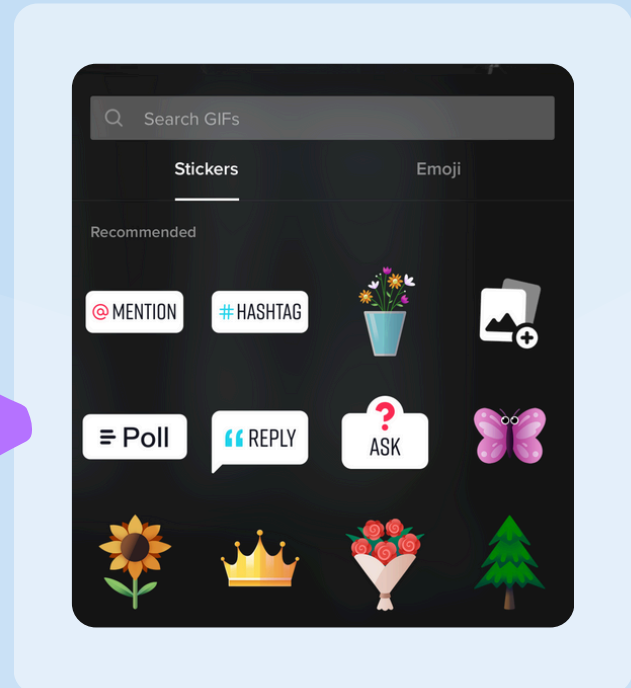 Search GIFs
Stickers Emoji
Recommended
@MENTION #HASHTAG
Poll REPLY ? ASK